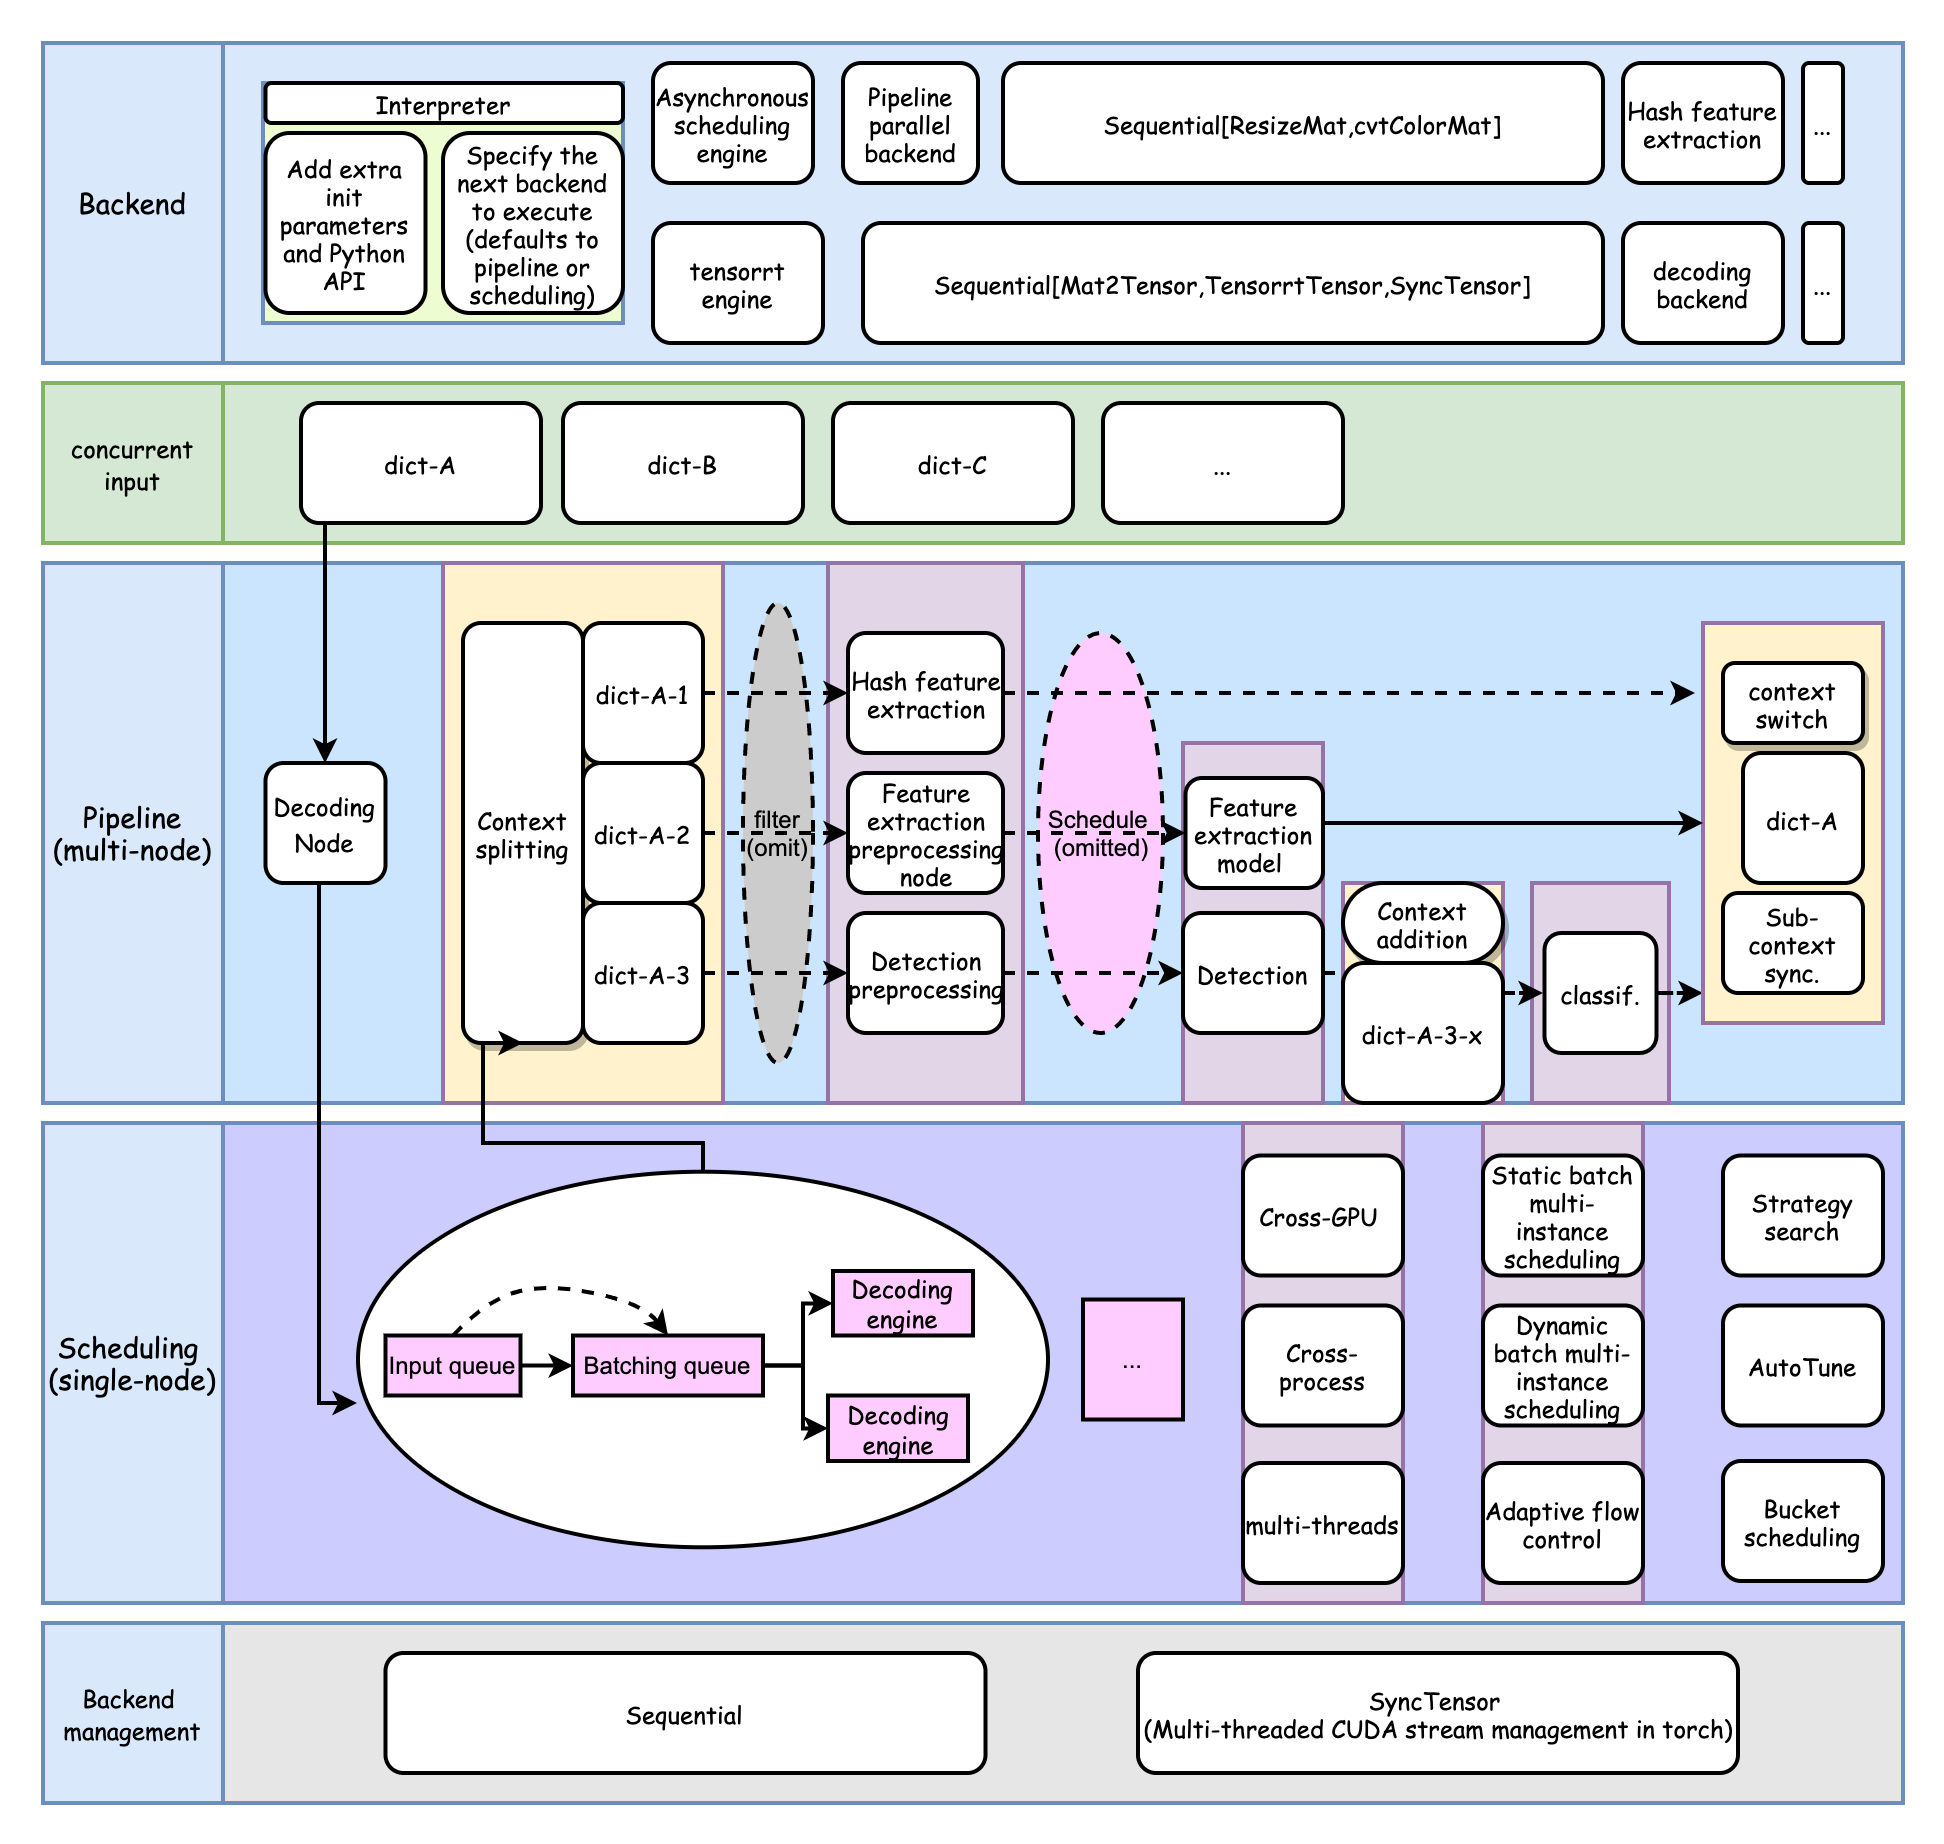 Backend
Interpreter
Add extra
init
parameters
and Python
API
Specify the
next backend
to execute
(defaults to
pipeline or
scheduling)
Asynchronous
scheduling
engine
Pipeline
parallel
backend
Sequential[ResizeMat,cvtColorMat]
Hash feature
extraction
...
tensorrt
engine
Sequential[Mat2Tensor,TensorrtTensor,SyncTensor]
decoding
backend
...
concurrent
input
dict-A
dict-B
dict-C
...
Pipeline
(multi-node)
Decoding
Node
Context
splitting
dict-A-1
dict-A-2
dict-A-3
filter
(omit)
Hash feature
extraction
Feature
extraction
preprocessing
node
Detection
preprocessing
Schedule
(omitted)
Feature
extraction
model
Detection
Context
addition
dict-A-3-x
classif.
context
switch
dict-A
Sub-
context
sync.
Scheduling
(single-node)
Input queue
Batching queue
Decoding
engine
Decoding
engine
...
Cross-GPU
Cross-
process
multi-threads
Static batch
multi-
instance
scheduling
Dynamic
batch multi-
instance
scheduling
Adaptive flow
control
Strategy
search
AutoTune
Bucket
scheduling
Backend
management
Sequential
SyncTensor
(Multi-threaded CUDA stream management in torch)